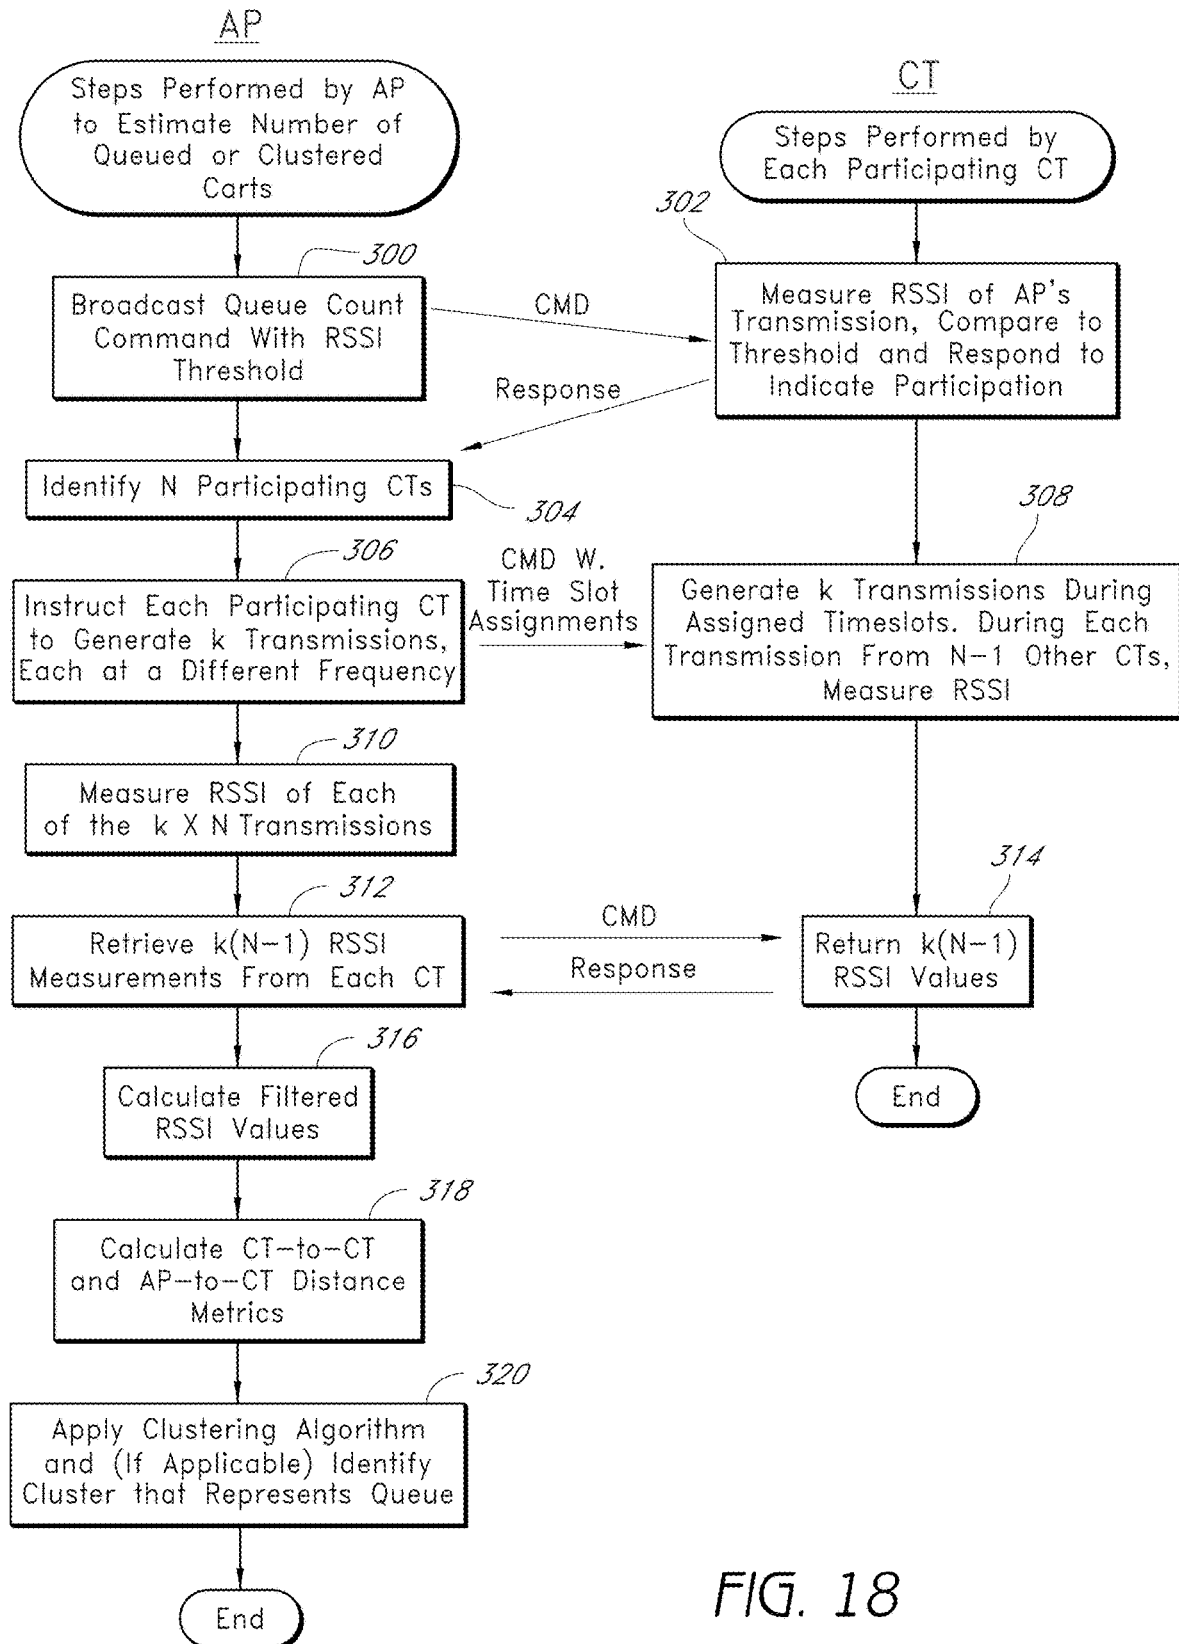 AP
Steps Performed by AP
to Estimate Number of
Queued or Clustered
Carts
CT
Steps Performed by
Each Participating CT
300
Broadcast Queue Count
Command With RSSI
Threshold
CMD
302
Measure RSSI of AP's
Transmission, Compare to
Threshold and Respond to
Indicate Participation
Response
Identify N Participating CTs
304
306
Instruct Each Participating CT
to Generate k Transmissions,
Each at a Different Frequency
CMD W.
Time Slot
Assignments
308
Generate k Transmissions During
Assigned Timeslots. During Each
Transmission From N-1 Other CTs,
Measure RSSI
310
Measure RSSI of Each
of the k X N Transmissions
312
Retrieve k(N-1) RSSI
Measurements From Each CT
CMD
Response
314
Return k(N-1)
RSSI Values
End
316
Calculate Filtered
RSSI Values
318
Calculate CT-to-CT
and AP-to-CT Distance
Metrics
320
Apply Clustering Algorithm
and (If Applicable) Identify
Cluster that Represents Queue
End
FIG. 18